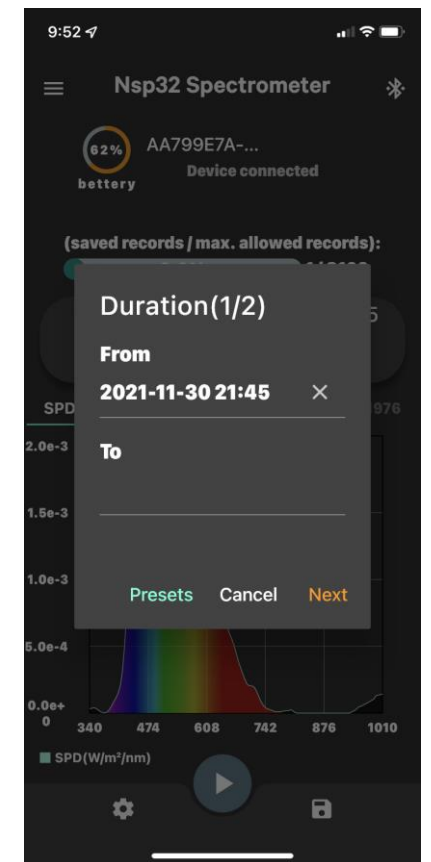 9:52
Nsp32 Spectrometer
62%
AA799E7A-...
Device connected
bettery
(saved records / max. allowed records):
Duration(1/2)
5
From
2021-11-30 21:45
SPD
976
To
2.0e-3
1.5e-3
1.0e-3
Presets Cancel Next
5.0e-4
0.0e+
0
340 474 608 742 876 1010
SPD(W/m²/nm)